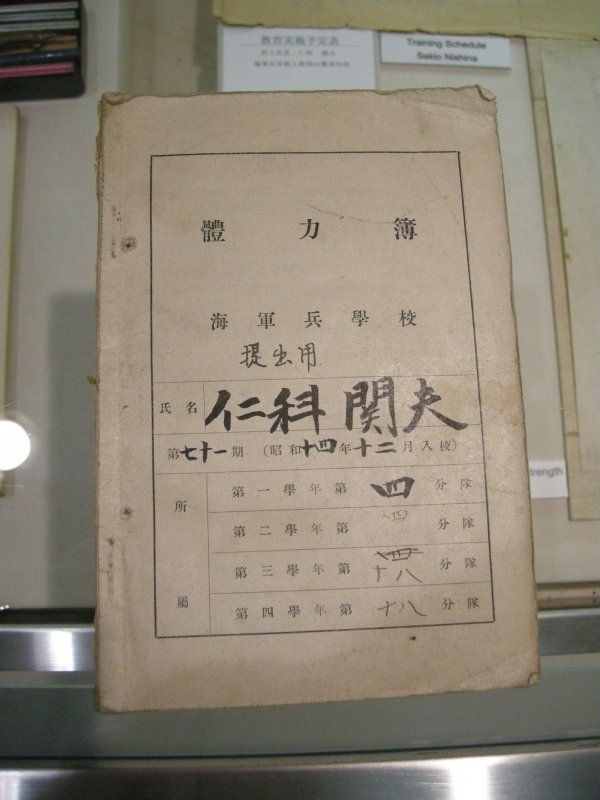 教育実施予定表
Training Schedule
Sekio Nishina
體力簿
海軍兵學校
提出用
氏名 仁科関夫
第七十一期 (昭和十四年十二月入校)
所屬
第一學年第四分隊
第二學年第四分隊
第三學年第四十八分隊
第四學年第十八分隊
trength